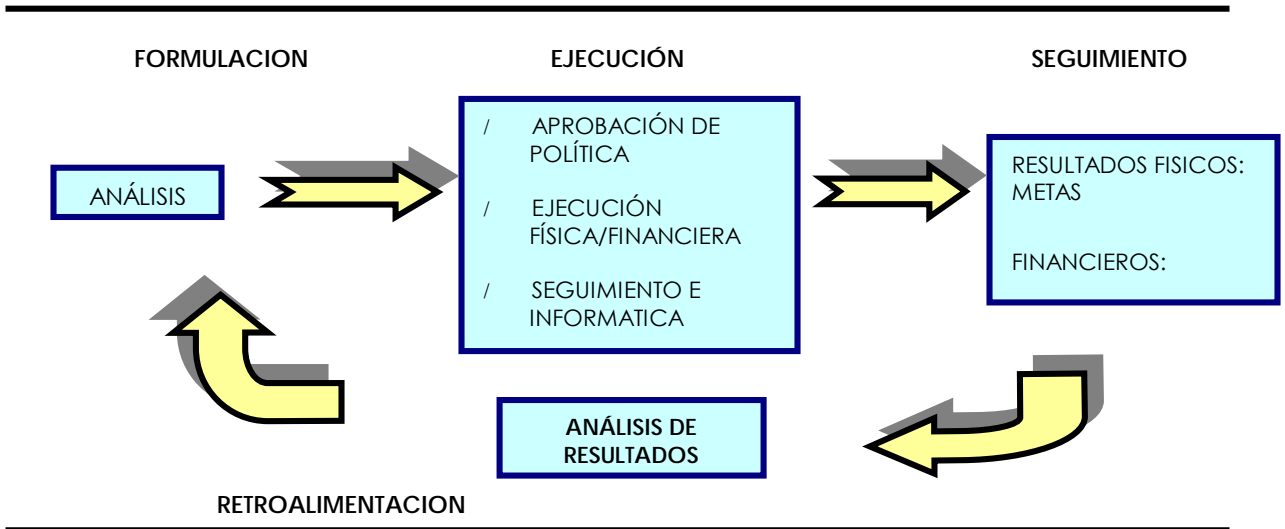 FORMULACION
EJECUCIÓN
SEGUIMIENTO
ANÁLISIS
/ APROBACIÓN DE
POLÍTICA
/ EJECUCIÓN
FÍSICA/FINANCIERA
/ SEGUIMIENTO E
INFORMATICA
RESULTADOS FISICOS:
METAS
FINANCIEROS:
ANÁLISIS DE
RESULTADOS
RETROALIMENTACION